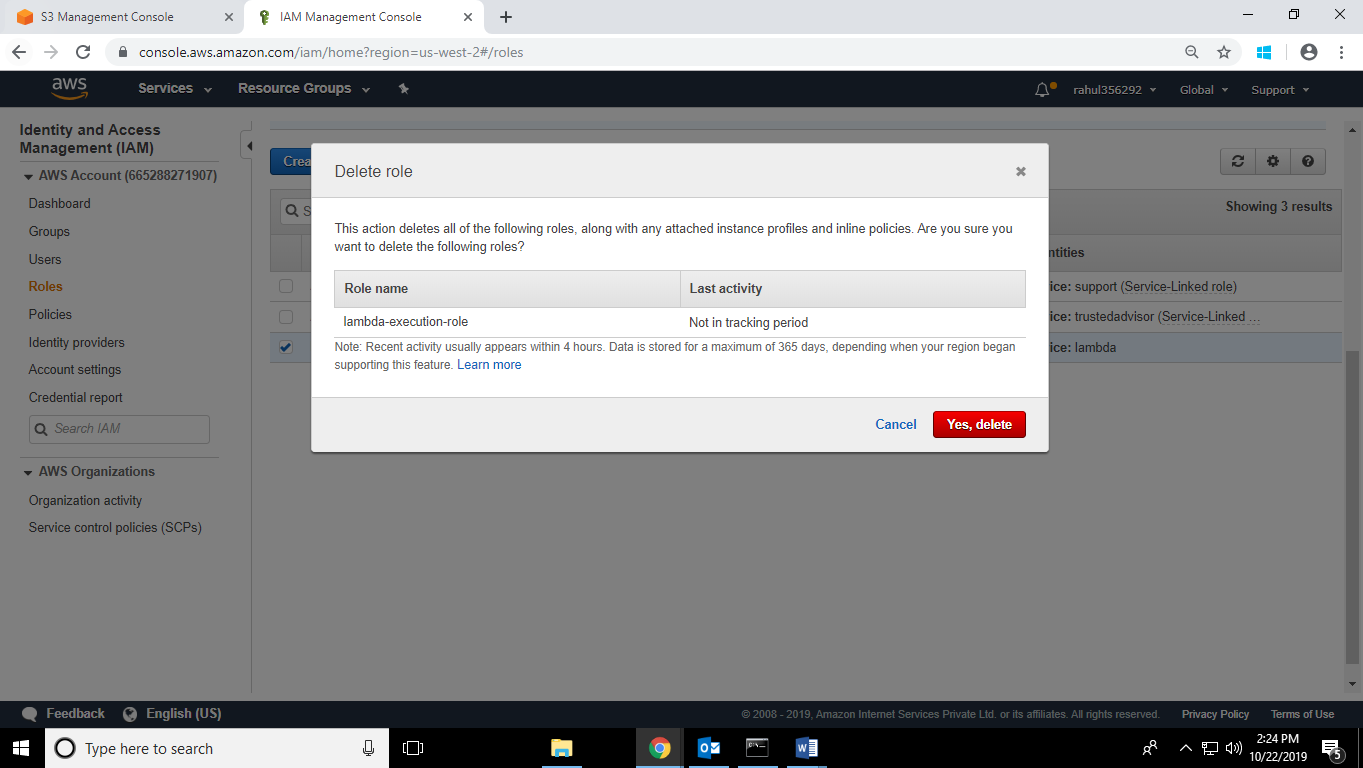 S3 Management Console
IAM Management Console
console.aws.amazon.com/iam/home?region=us-west-2#/roles
aws
Services
Resource Groups
rahul356292
Global
Support
Identity and Access
Management (IAM)
AWS Account (665288271907)
Dashboard
Groups
Users
Roles
Policies
Identity providers
Account settings
Credential report
Search IAM
AWS Organizations
Organization activity
Service control policies (SCPs)
Showing 3 results
Delete role
This action deletes all of the following roles, along with any attached instance profiles and inline policies. Are you sure you
want to delete the following roles?
Role name
Last activity
lambda-execution-role
Not in tracking period
Note: Recent activity usually appears within 4 hours. Data is stored for a maximum of 365 days, depending when your region began
supporting this feature. Learn more
Cancel
Yes, delete
support (Service-Linked role)
trustedadvisor (Service-Linked ...
lambda
Feedback
English (US)
© 2008 - 2019, Amazon Internet Services Private Ltd. or its affiliates. All rights reserved.
Privacy Policy
Terms of Use
Type here to search
2:24 PM
10/22/2019
5